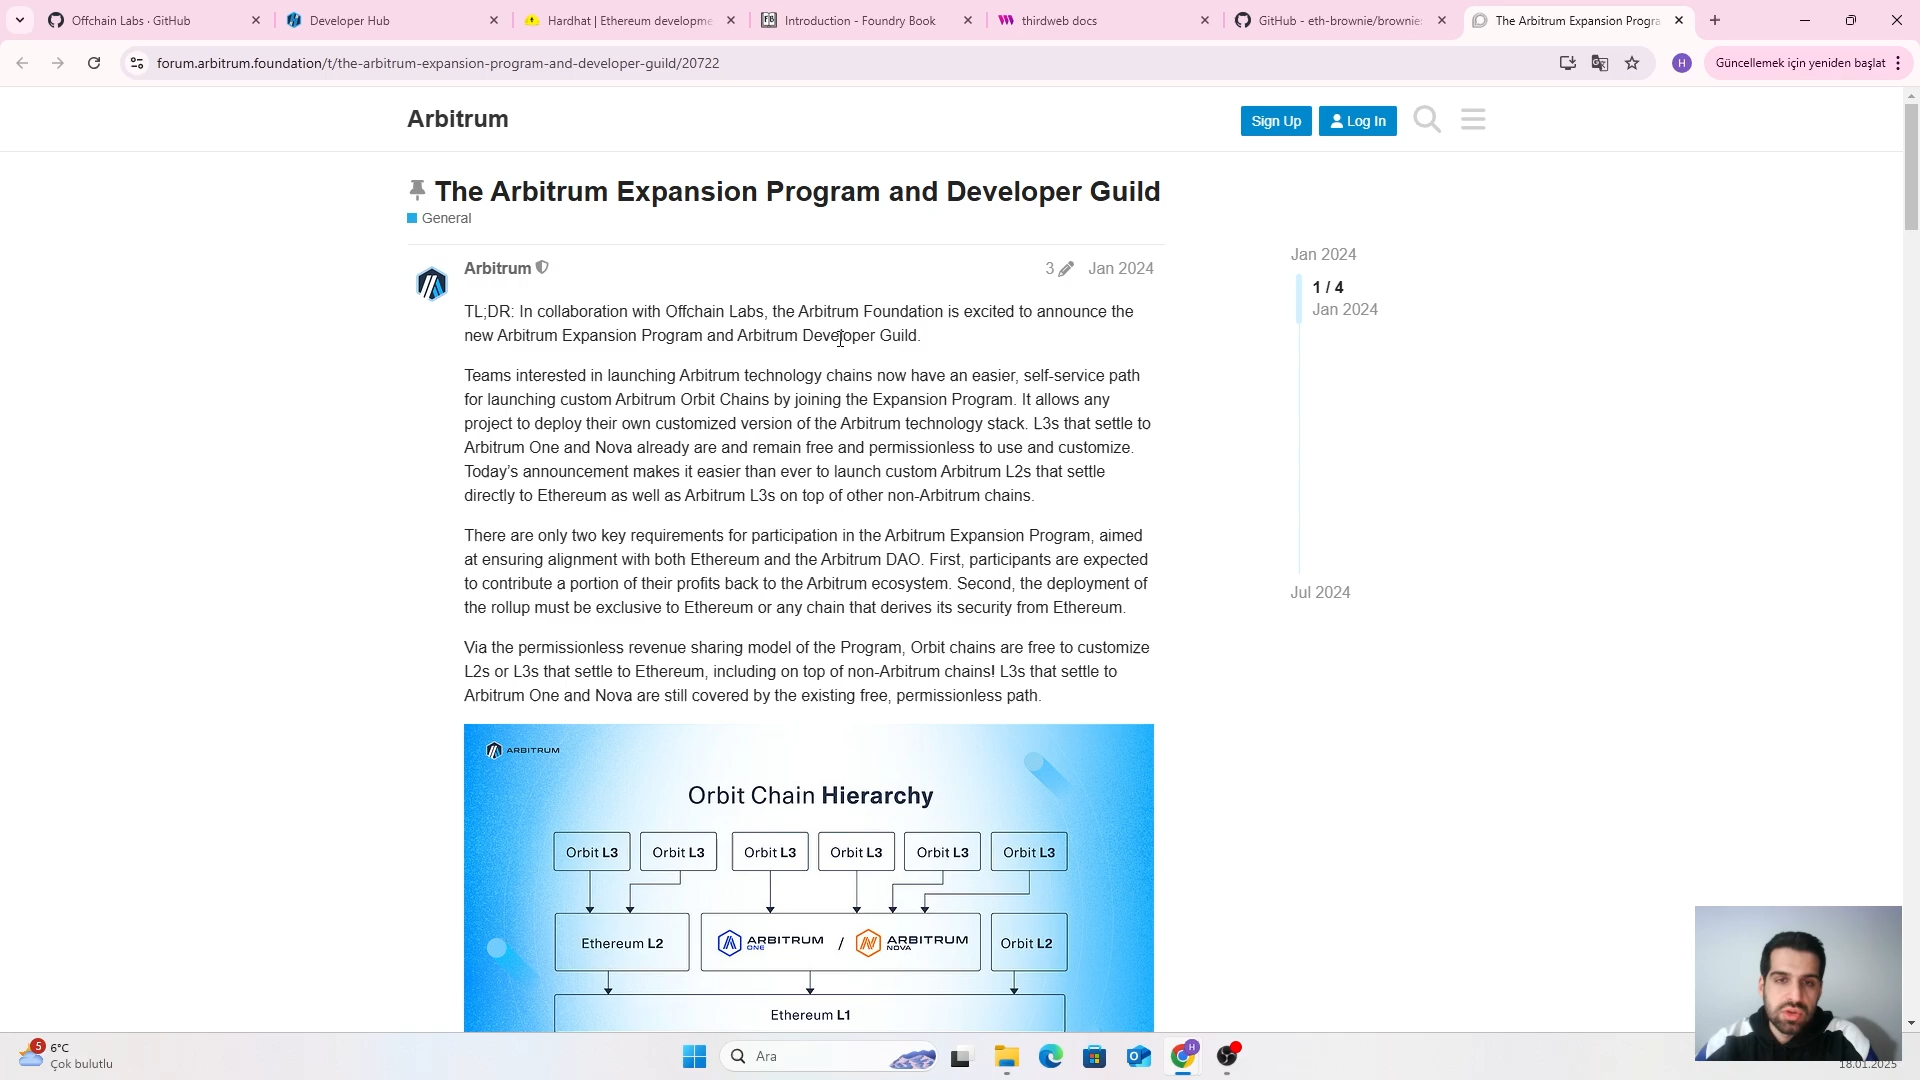 Offchain Labs · GitHub
Developer Hub
Hardhat | Ethereum developme
Introduction - Foundry Book
thirdweb docs
GitHub - eth-brownie/brownie:
The Arbitrum Expansion Progra
forum.arbitrum.foundation/t/the-arbitrum-expansion-program-and-developer-guild/20722
H
Güncellemek için yeniden başlat
Arbitrum
Sign Up
Log In
The Arbitrum Expansion Program and Developer Guild
General
Arbitrum
3
Jan 2024
TL;DR: In collaboration with Offchain Labs, the Arbitrum Foundation is excited to announce the
new Arbitrum Expansion Program and Arbitrum Developer Guild.
Teams interested in launching Arbitrum technology chains now have an easier, self-service path
for launching custom Arbitrum Orbit Chains by joining the Expansion Program. It allows any
project to deploy their own customized version of the Arbitrum technology stack. L3s that settle to
Arbitrum One and Nova already are and remain free and permissionless to use and customize.
Today's announcement makes it easier than ever to launch custom Arbitrum L2s that settle
directly to Ethereum as well as Arbitrum L3s on top of other non-Arbitrum chains.
There are only two key requirements for participation in the Arbitrum Expansion Program, aimed
at ensuring alignment with both Ethereum and the Arbitrum DAO. First, participants are expected
to contribute a portion of their profits back to the Arbitrum ecosystem. Second, the deployment of
the rollup must be exclusive to Ethereum or any chain that derives its security from Ethereum.
Via the permissionless revenue sharing model of the Program, Orbit chains are free to customize
L2s or L3s that settle to Ethereum, including on top of non-Arbitrum chains! L3s that settle to
Arbitrum One and Nova are still covered by the existing free, permissionless path.
Jan 2024
1 / 4
Jan 2024
Jul 2024
ARBITRUM
Orbit Chain Hierarchy
Orbit L3
Orbit L3
Orbit L3
Orbit L3
Orbit L3
Orbit L3
Ethereum L2
ARBITRUM ONE / ARBITRUM NOVA
Orbit L2
Ethereum L1
5
6°C
Çok bulutlu
Ara
H
18.01.2025